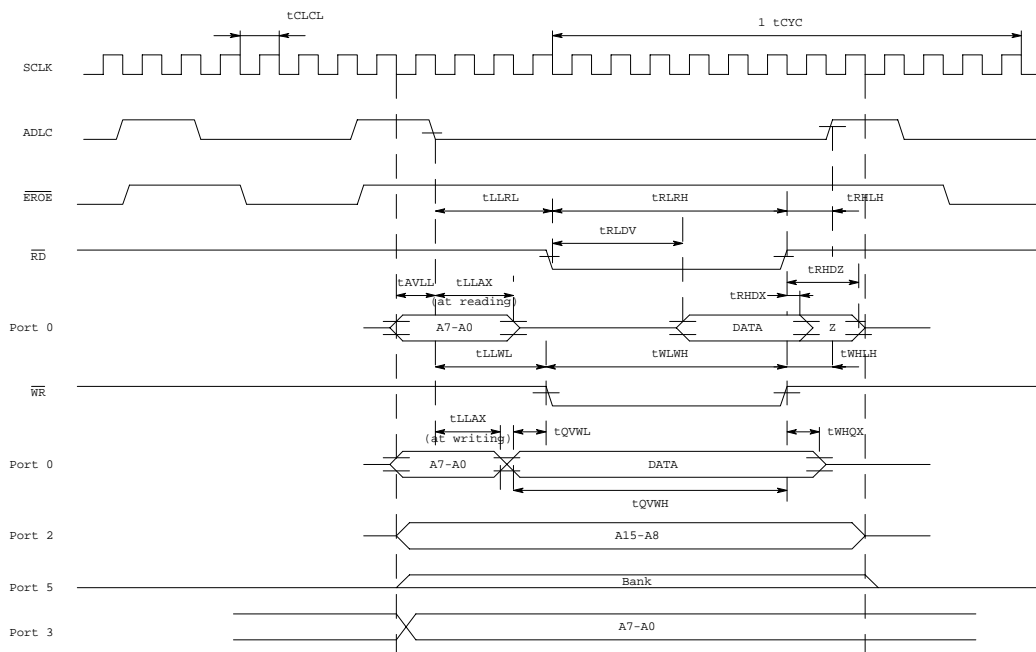 tCLCL
1 tCYC
SCLK
ADLC
EROE
tLLRL tRLRH tRHLH
tRLDV
RD
tRHDZ
tAVLL tLLAX
tRHDX
(at reading)
Port 0 A7-A0 DATA Z
tLLWL tWLWH tWHLH
WR
tLLAX
tQVWL tWHQX
(at writing)
Port 0 A7-A0 DATA
tQVWH
Port 2 A15-A8
Port 5 Bank
Port 3 A7-A0